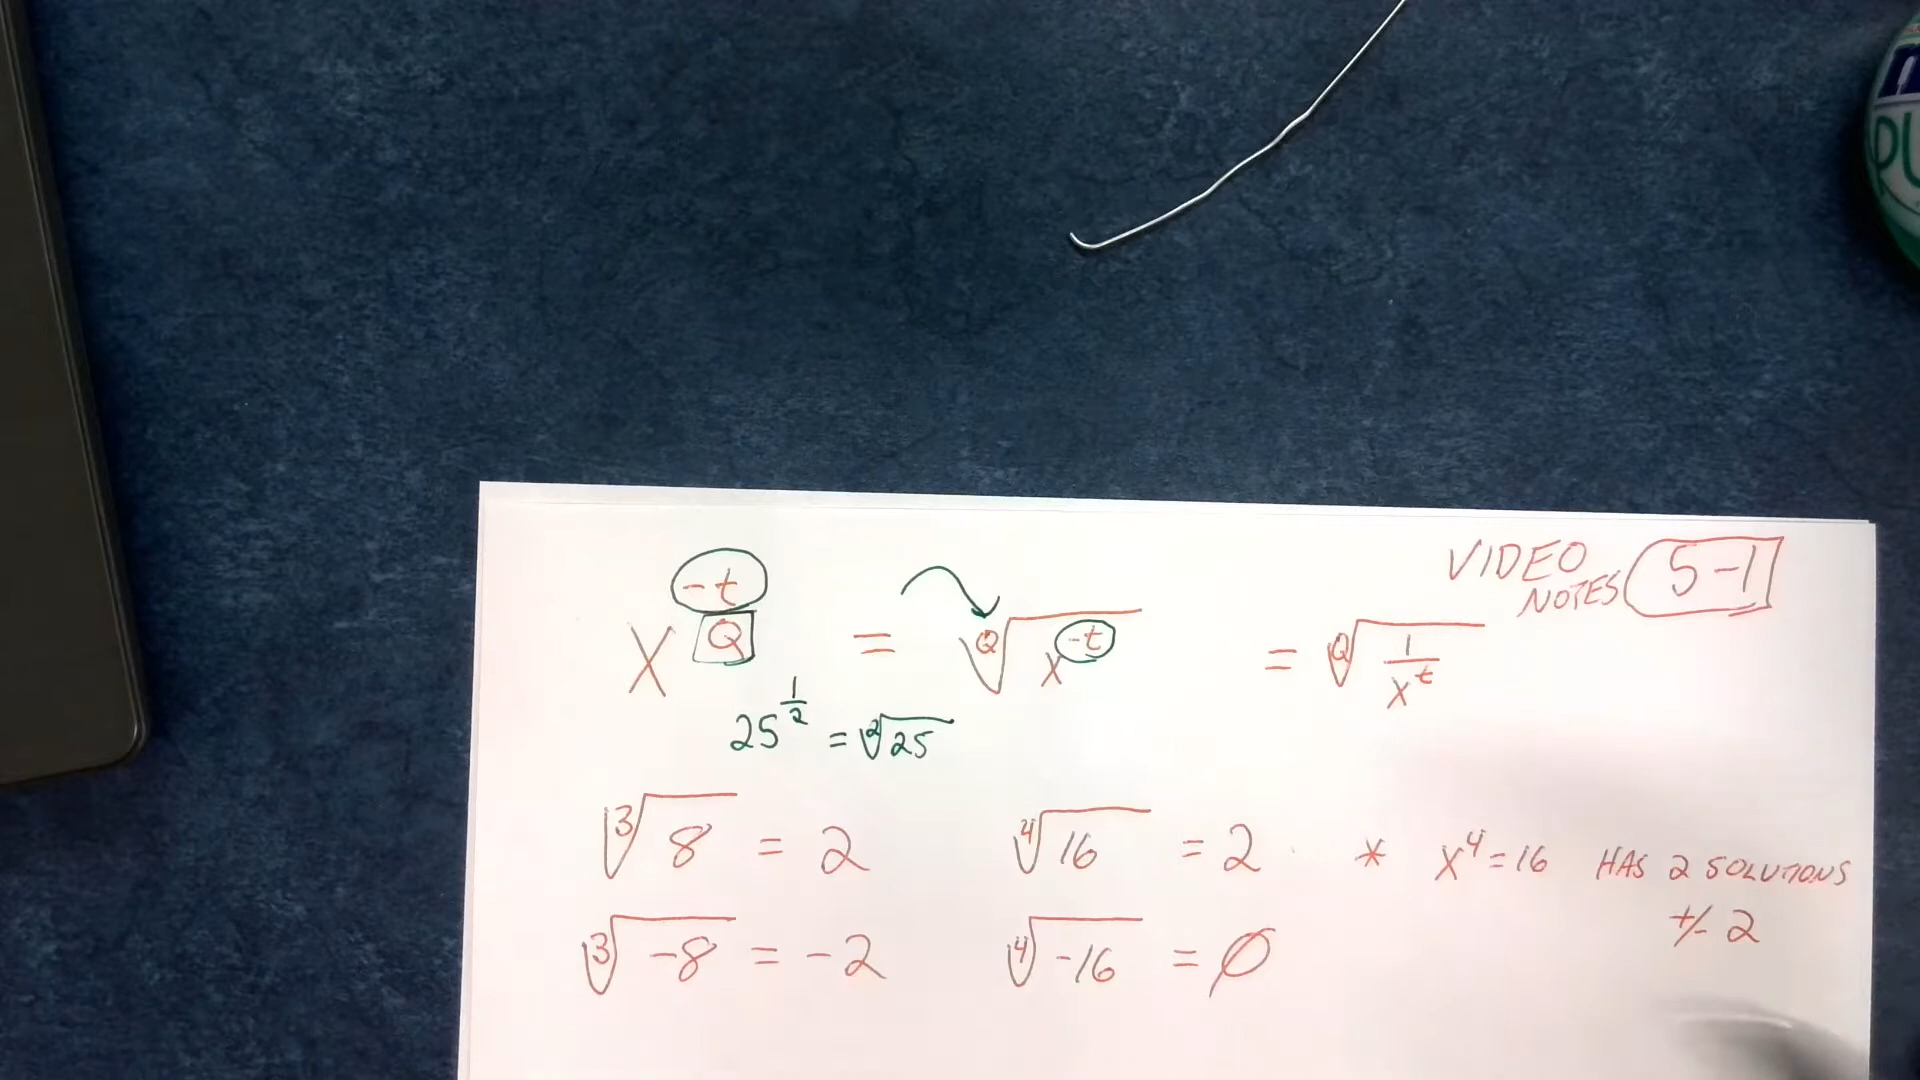 VIDEO
NOTES 5-1
x^(-t/Q) = ^Q√(x^(-t)) = ^Q√(1/x^t)
25^(1/2) = ²√25
³√8 = 2
⁴√16 = 2 * x⁴=16 HAS 2 SOLUTIONS
+/- 2
³√-8 = -2
⁴√-16 = ∅